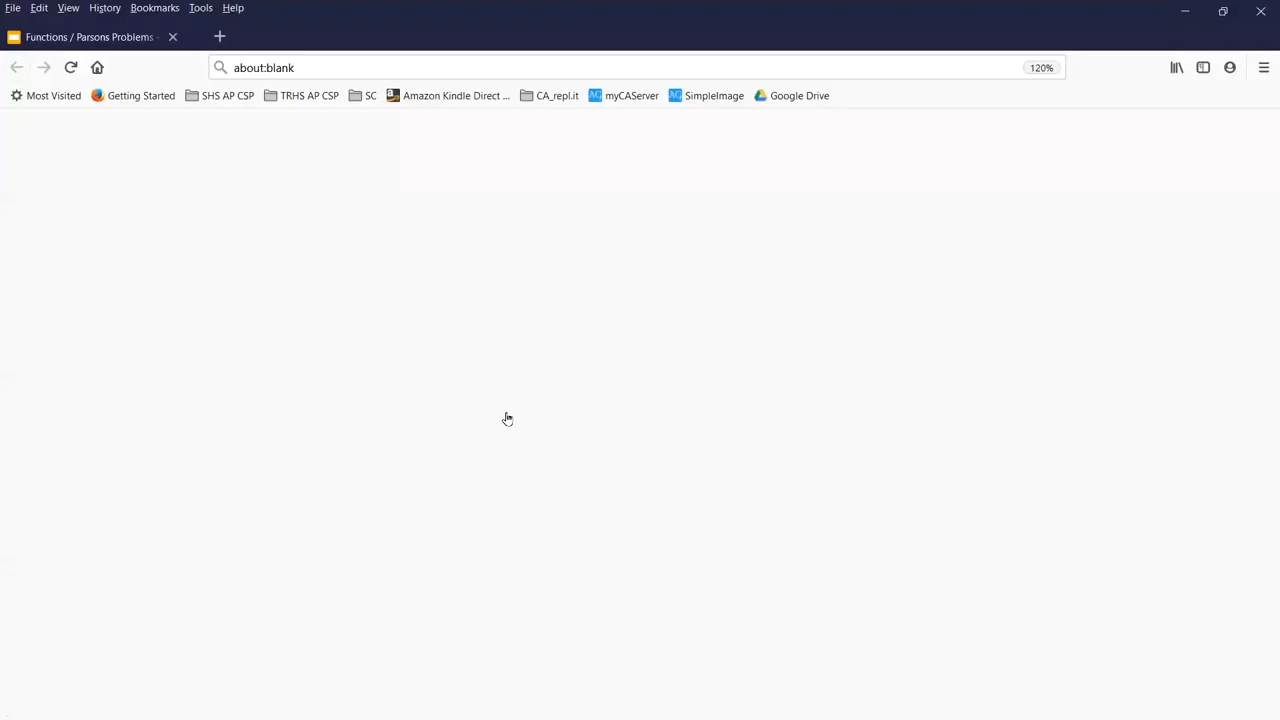 File Edit View History Bookmarks Tools Help
Functions / Parsons Problems -
about:blank 120%
Most Visited Getting Started SHS AP CSP TRHS AP CSP SC Amazon Kindle Direct ... CA_repl.it myCAServer SimpleImage Google Drive